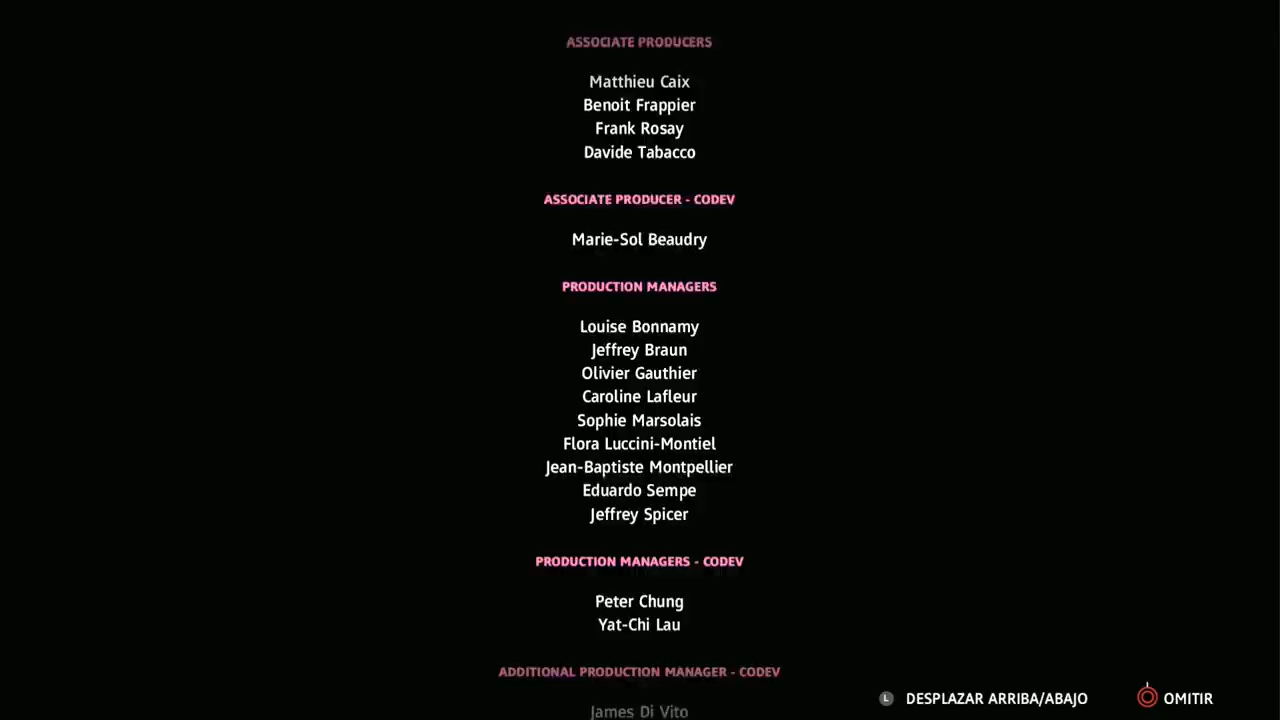 ASSOCIATE PRODUCERS
Matthieu Caix
Benoit Frappier
Frank Rosay
Davide Tabacco
ASSOCIATE PRODUCER - CODEV
Marie-Sol Beaudry
PRODUCTION MANAGERS
Louise Bonnamy
Jeffrey Braun
Olivier Gauthier
Caroline Lafleur
Sophie Marsolais
Flora Luccini-Montiel
Jean-Baptiste Montpellier
Eduardo Sempe
Jeffrey Spicer
PRODUCTION MANAGERS - CODEV
Peter Chung
Yat-Chi Lau
ADDITIONAL PRODUCTION MANAGER - CODEV
James Di Vito
L DESPLAZAR ARRIBA/ABAJO OMITIR